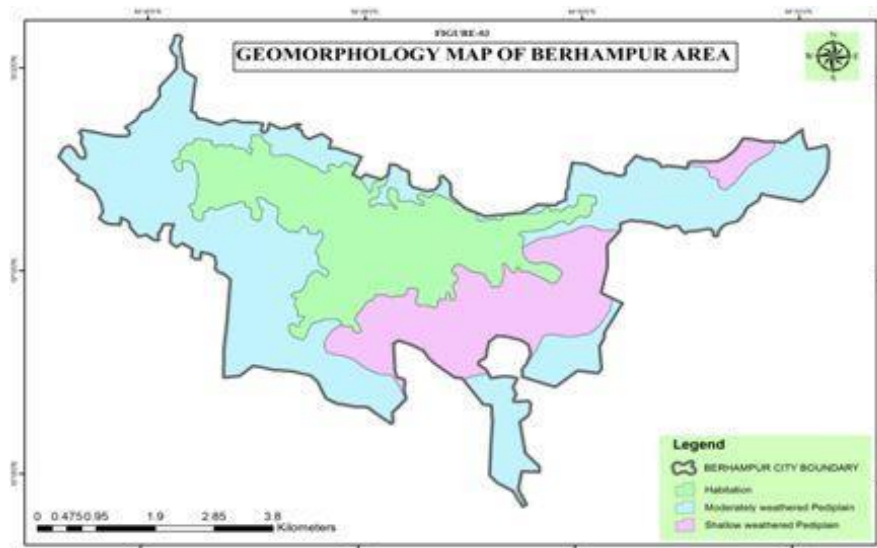 FIGURE-02
GEOMORPHOLOGY MAP OF BERHAMPUR AREA
N
W E
S
Legend
BERHAMPUR CITY BOUNDARY
Habitation
Moderately weathered Pediplain
Shallow weathered Pediplain
0 0.475 0.95 1.9 2.85 3.8
Kilometers